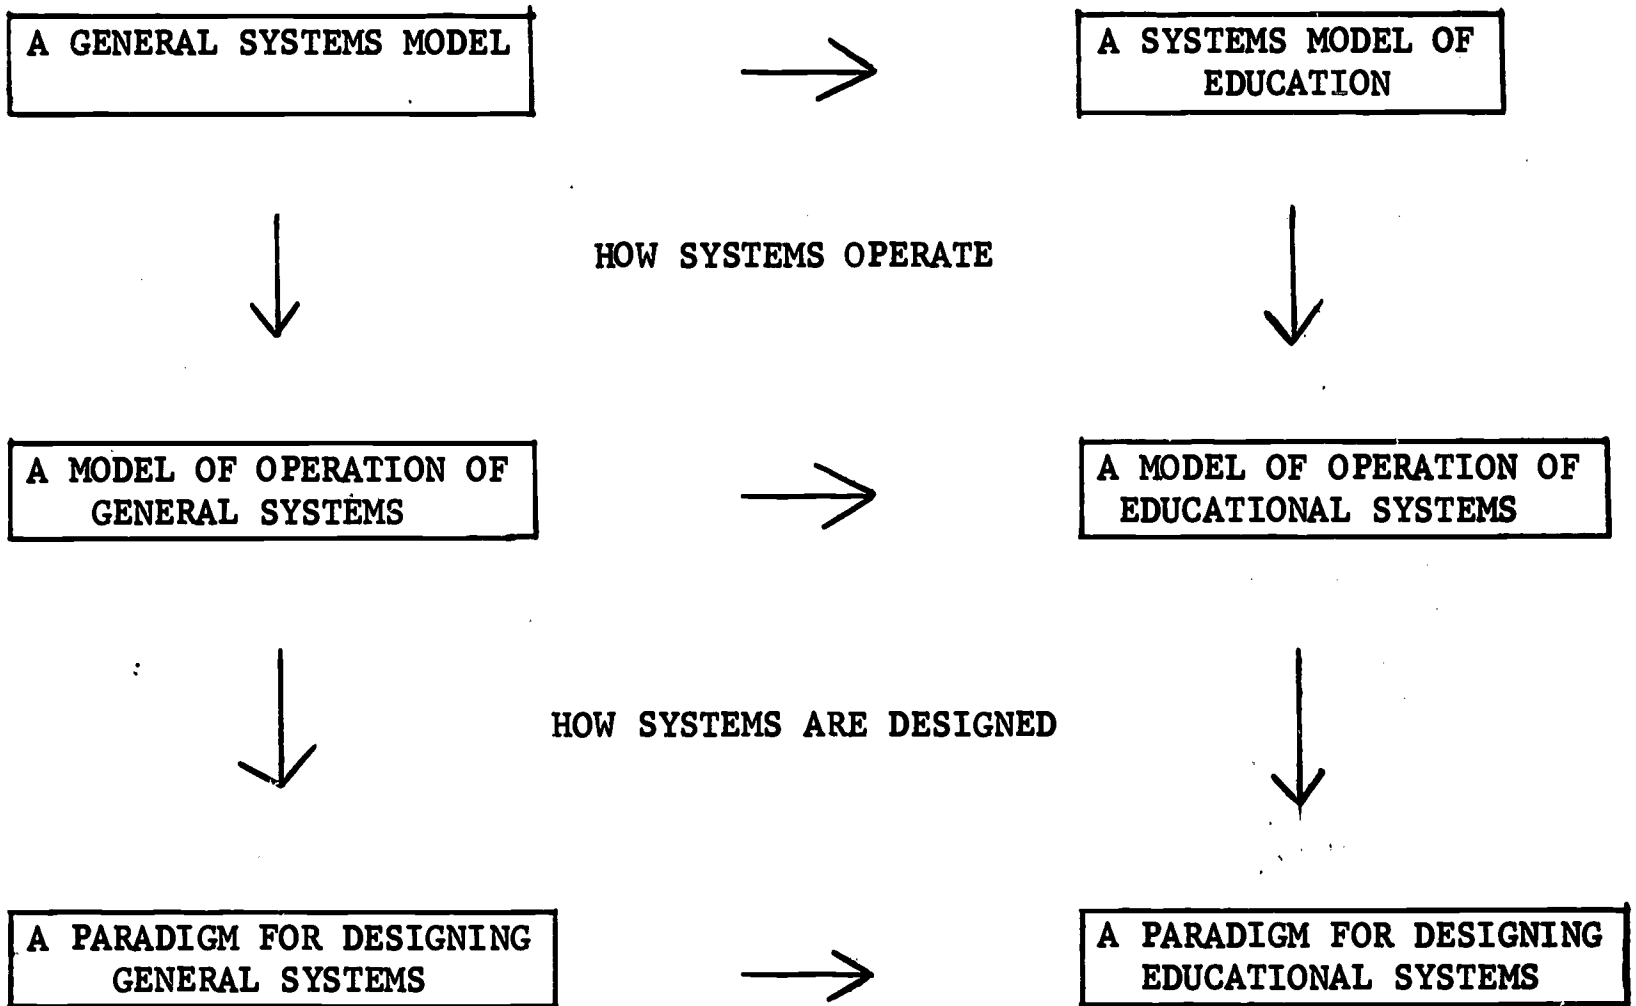 A GENERAL SYSTEMS MODEL
A SYSTEMS MODEL OF
EDUCATION
HOW SYSTEMS OPERATE
A MODEL OF OPERATION OF
GENERAL SYSTEMS
A MODEL OF OPERATION OF
EDUCATIONAL SYSTEMS
HOW SYSTEMS ARE DESIGNED
A PARADIGM FOR DESIGNING
GENERAL SYSTEMS
A PARADIGM FOR DESIGNING
EDUCATIONAL SYSTEMS